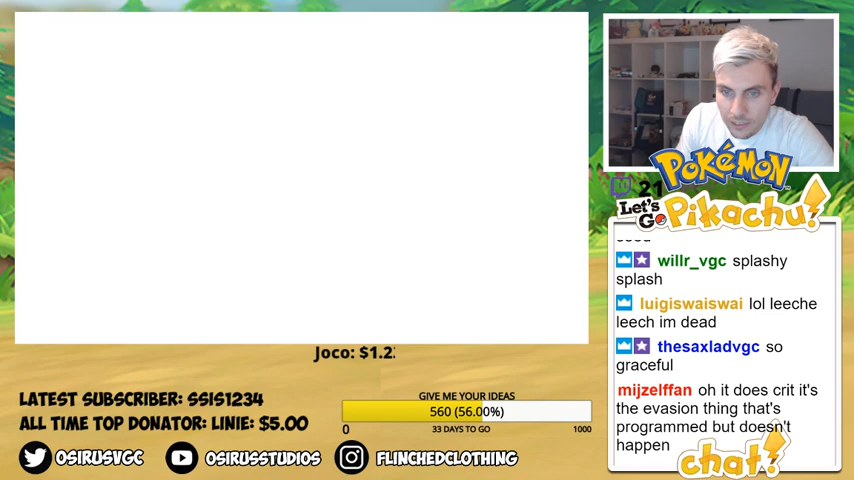 Joco: $1.2
LATEST SUBSCRIBER: SSIS1234
ALL TIME TOP DONATOR: LINIE: $5.00
GIVE ME YOUR IDEAS
560 (56.00%)
0
33 DAYS TO GO
1000
OSIRUSVGC
OSIRUSSTUDIOS
FLINCHEDCLOTHING
POKéMON
21
Let's
Go
Pikachu!
willr_vgc splashy
splash
luigiswaiswai lol leeche
leech im dead
thesaxladvgc so
graceful
mijzelffan oh it does crit it's
the evasion thing that's
programmed but doesn't
happen
chat!